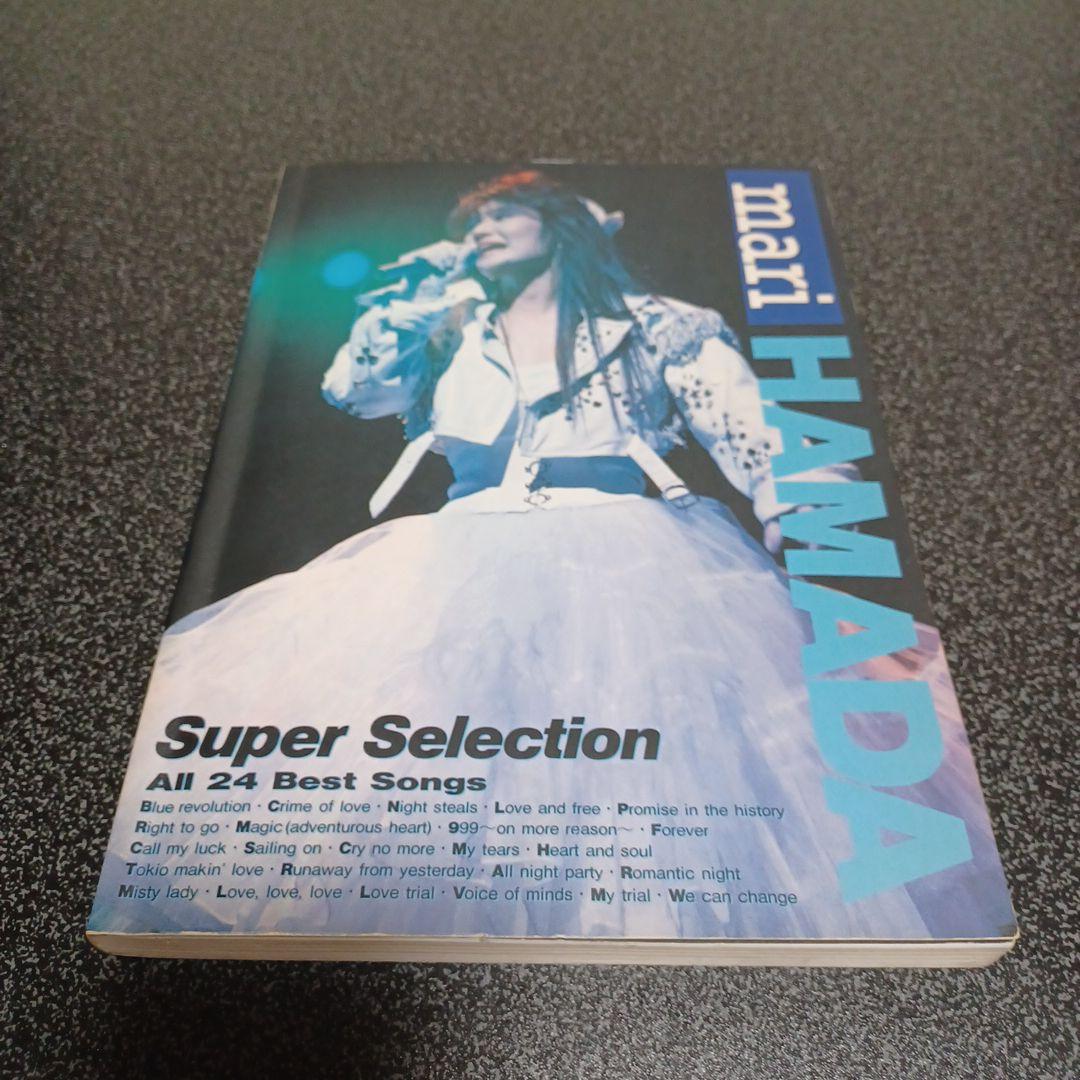 mari
HAMADA
Super Selection
All 24 Best Songs
Blue revolution · Crime of love · Night steals · Love and free · Promise in the history
Right to go · Magic (adventurous heart) · 999～on more reason～ · Forever
Call my luck · Sailing on · Cry no more · My tears · Heart and soul
Tokio makin' love · Runaway from yesterday · All night party · Romantic night
Misty lady · Love, love, love · Love trial · Voice of minds · My trial · We can change